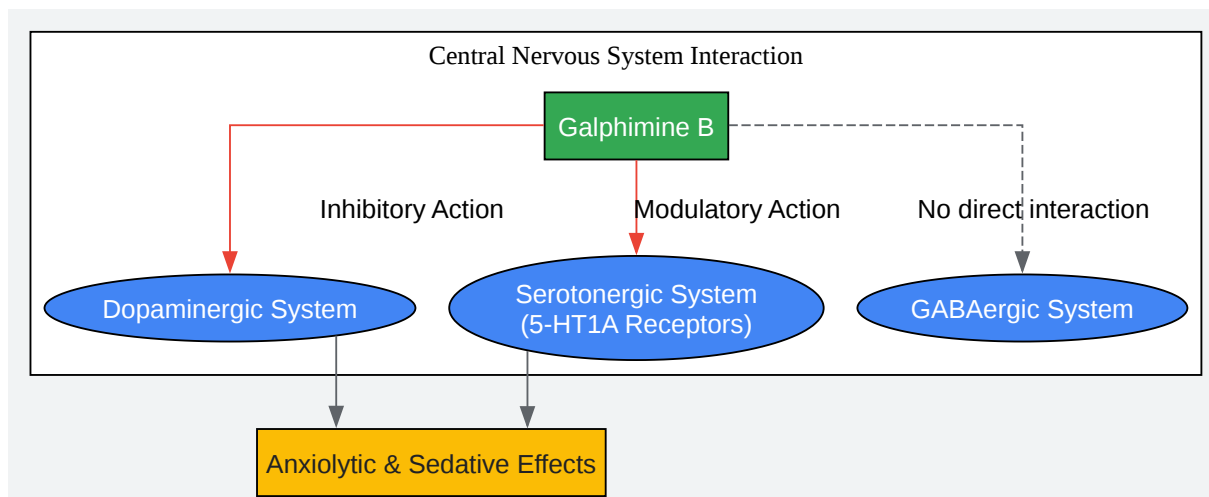 Central Nervous System Interaction
Galphimine B
Inhibitory Action
Modulatory Action
No direct interaction
Dopaminergic System
Serotonergic System
(5-HT1A Receptors)
GABAergic System
Anxiolytic & Sedative Effects